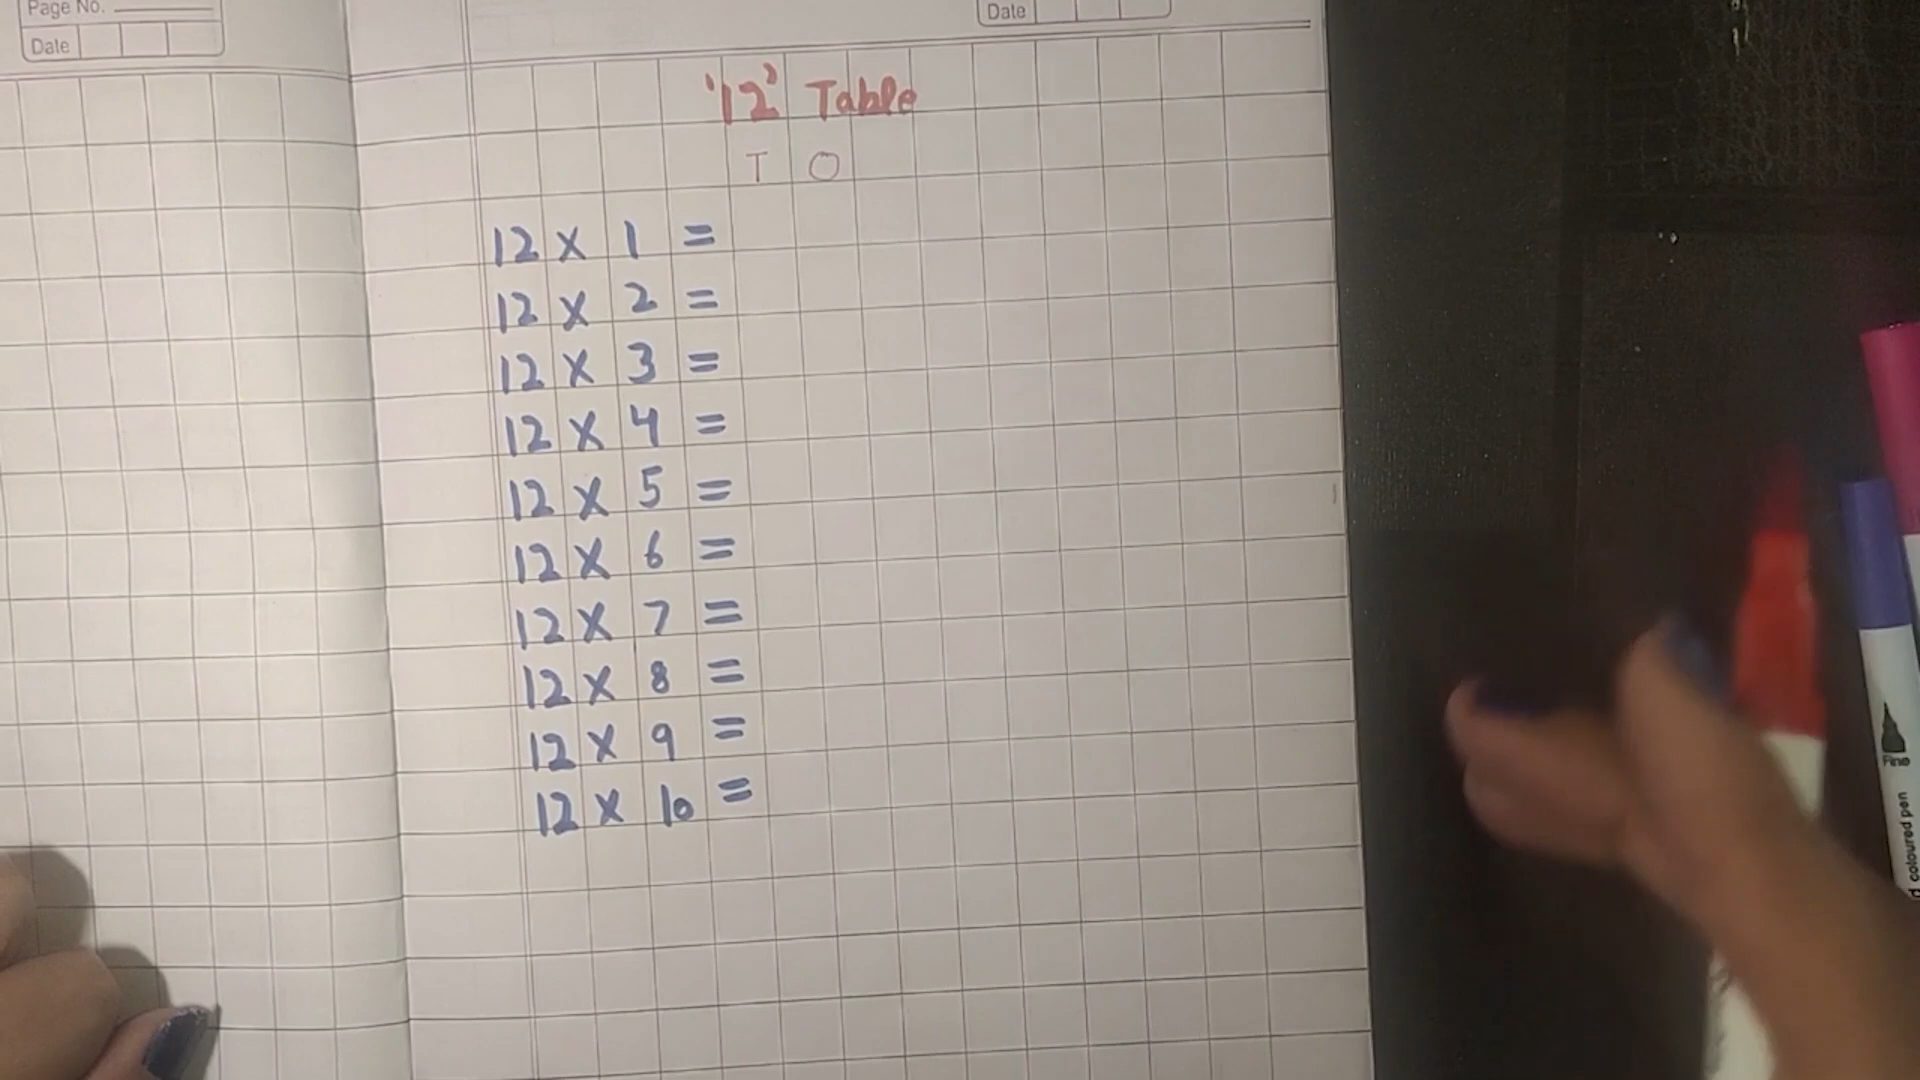 Page No.
Date
Date
'12' Table
T O
12 x 1 =
12 x 2 =
12 x 3 =
12 x 4 =
12 x 5 =
12 x 6 =
12 x 7 =
12 x 8 =
12 x 9 =
12 x 10 =
Fine
coloured pen